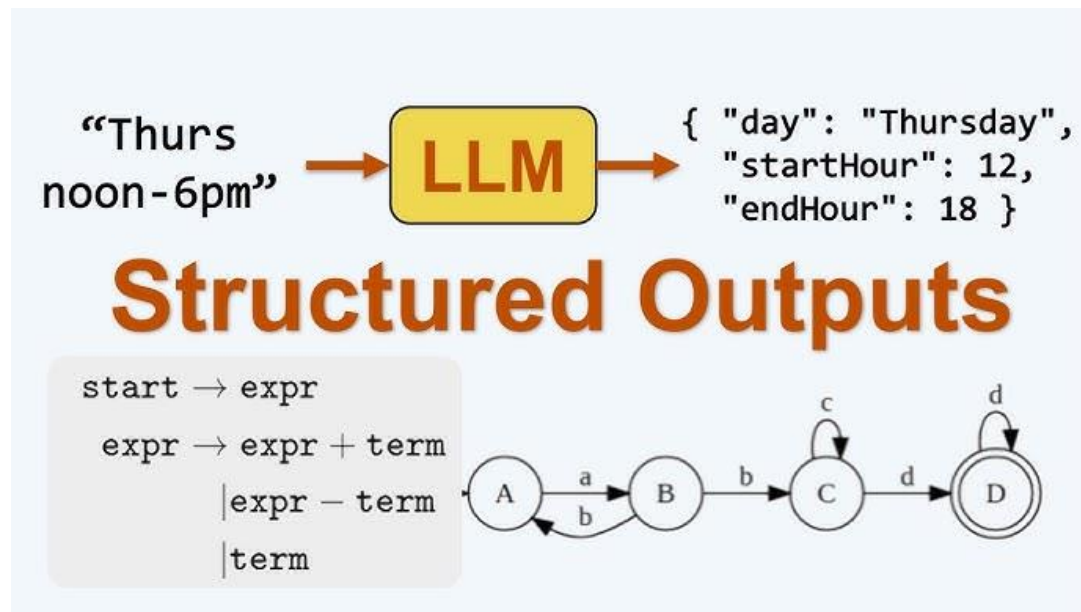 “Thurs
noon-6pm”
LLM
{ "day": "Thursday",
"startHour": 12,
"endHour": 18 }
Structured Outputs
start → expr
expr → expr + term
|expr − term
|term
A
a
b
B
b
c
C
d
d
D